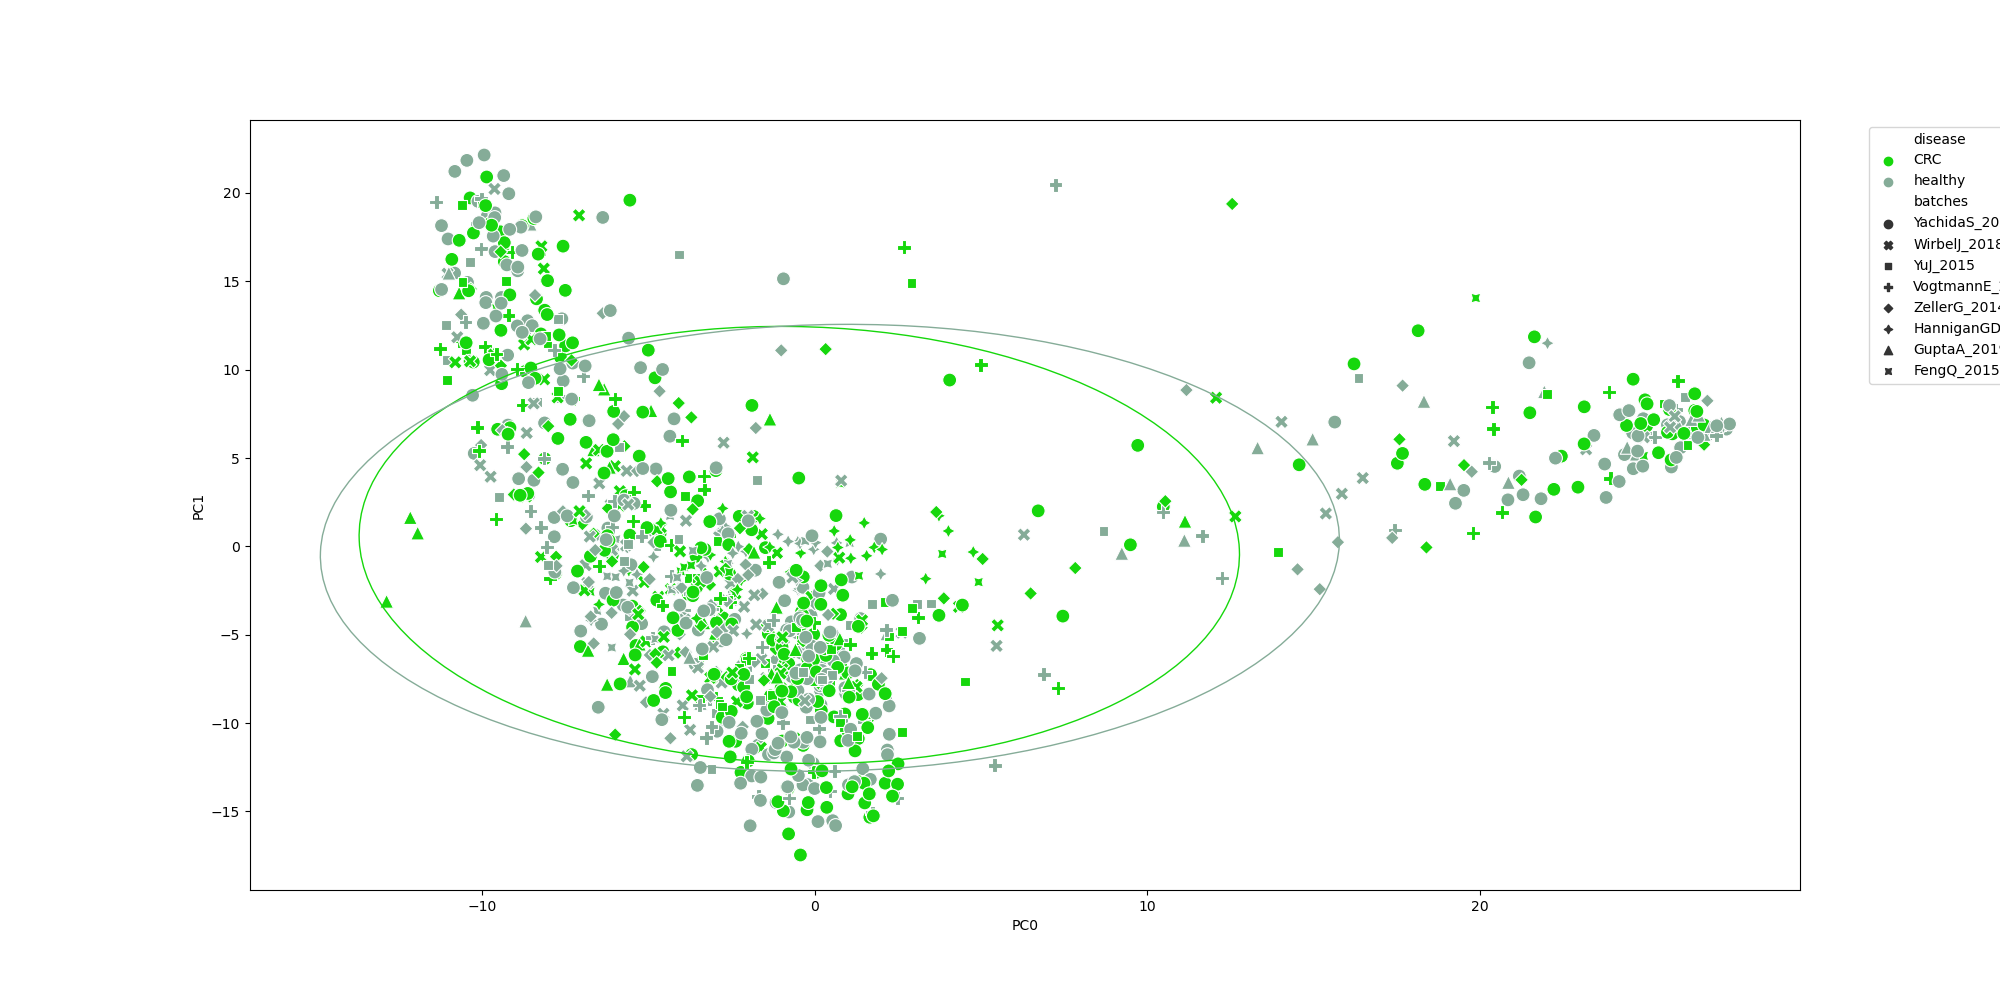 disease
CRC
healthy
batches
YachidaS_20
WirbelJ_2018
YuJ_2015
VogtmannE_
ZellerG_2014
HanniganGD
GuptaA_201
FengQ_2015
20
15
10
5
0
−5
−10
−15
PC1
−10
0
10
20
PC0